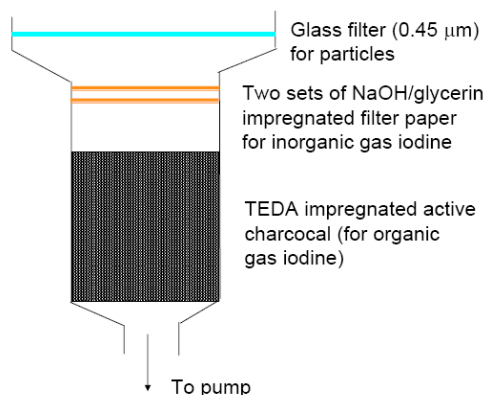 Glass filter (0.45 μm)
for particles
Two sets of NaOH/glycerin
impregnated filter paper
for inorganic gas iodine
TEDA impregnated active
charcocal (for organic
gas iodine)
To pump